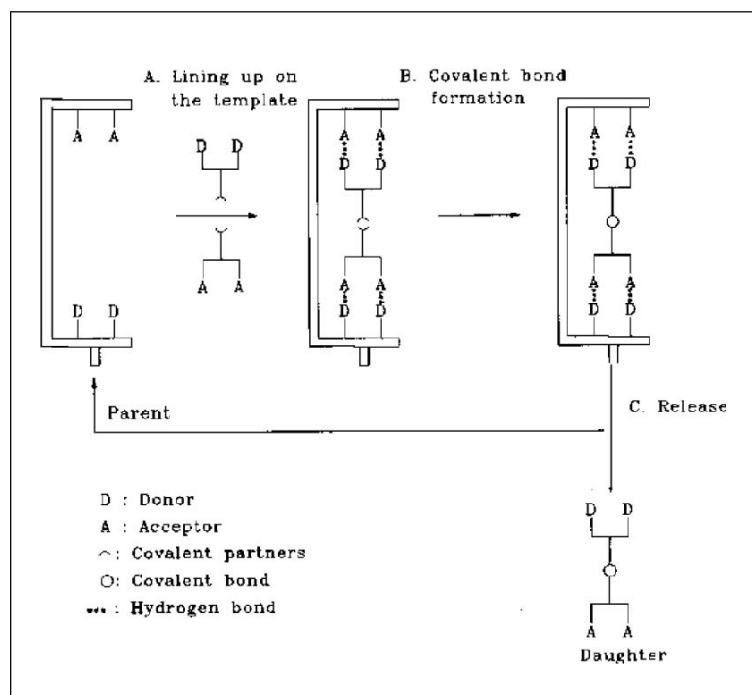 A. Lining up on
the template
B. Covalent bond
formation
A A
D D
A A
D D
A A
D D
A A
D D
A A
D D
A A
D D
Parent
C. Release
D : Donor
A : Acceptor
: Covalent partners
: Covalent bond
: Hydrogen bond
D D
A A
Daughter